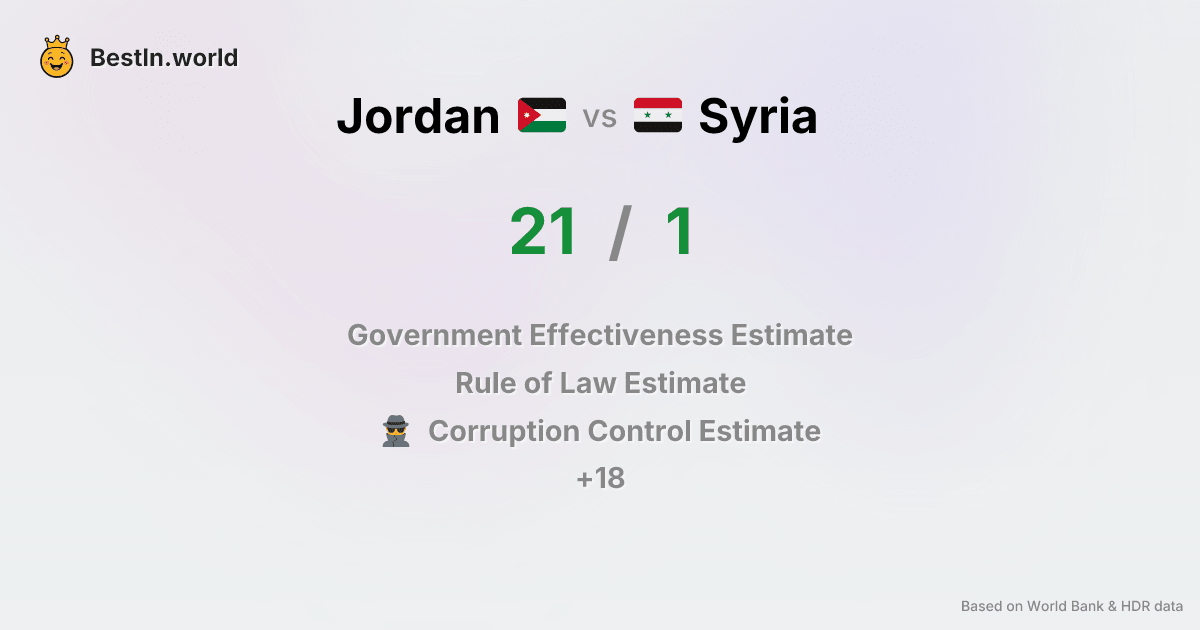 BestIn.world
Jordan vs Syria
21 / 1
Government Effectiveness Estimate
Rule of Law Estimate
Corruption Control Estimate
+18
Based on World Bank & HDR data